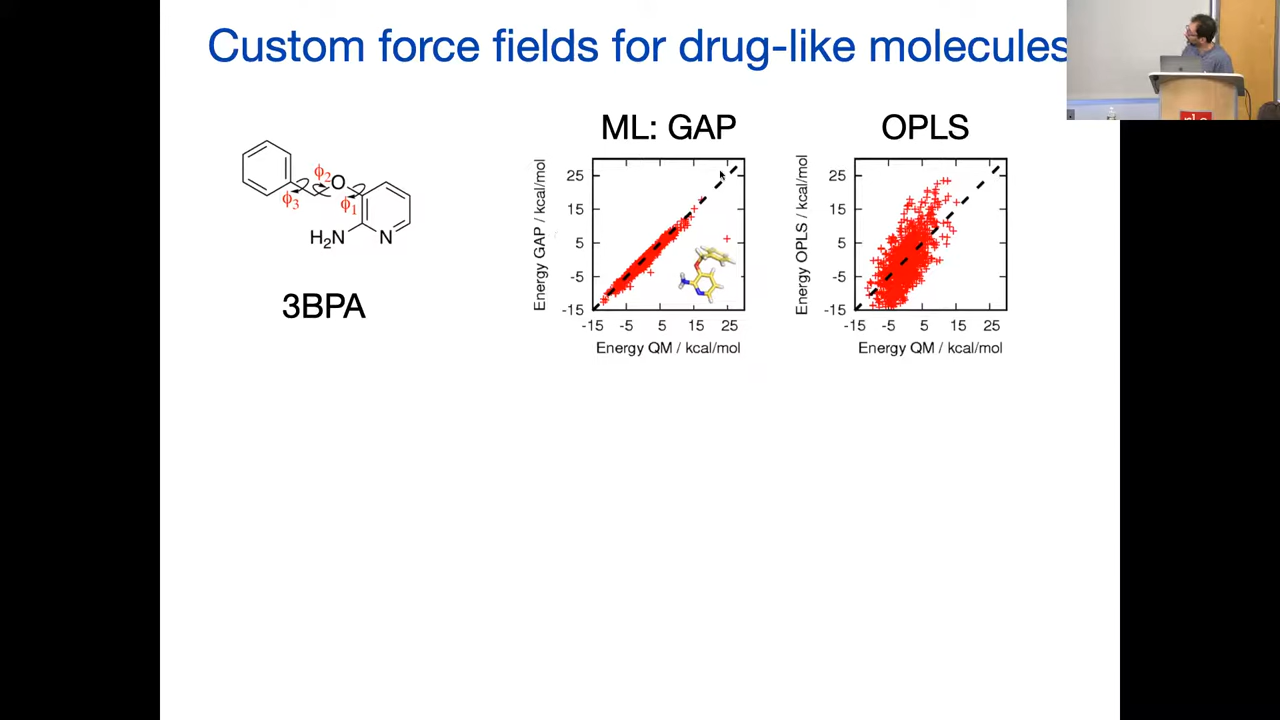 Custom force fields for drug-like molecules
ϕ2
O
ϕ3
ϕ1
H₂N
N
3BPA
ML: GAP
Energy GAP / kcal/mol
25
15
5
-5
-15
-15 -5 5 15 25
Energy QM / kcal/mol
OPLS
Energy OPLS / kcal/mol
25
15
5
-5
-15
-15 -5 5 15 25
Energy QM / kcal/mol